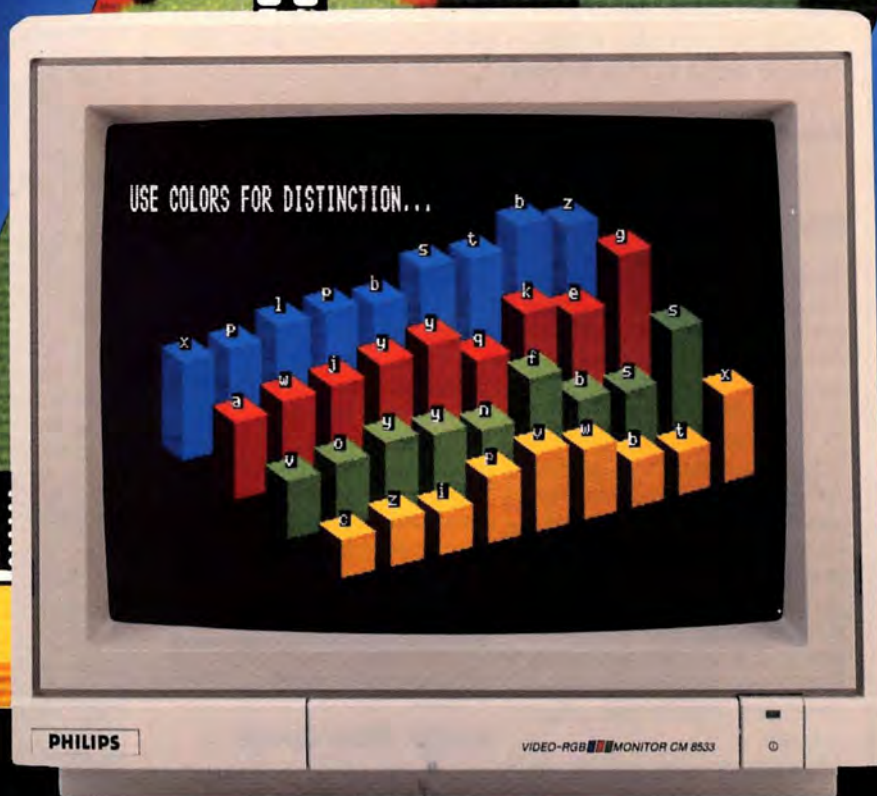 USE COLORS FOR DISTINCTION...
x p l p b s t b z
a w j y y q k e g
v o y y n f b s s
c z i p v w b t x
PHILIPS
VIDEO-RGB MONITOR CM 8533